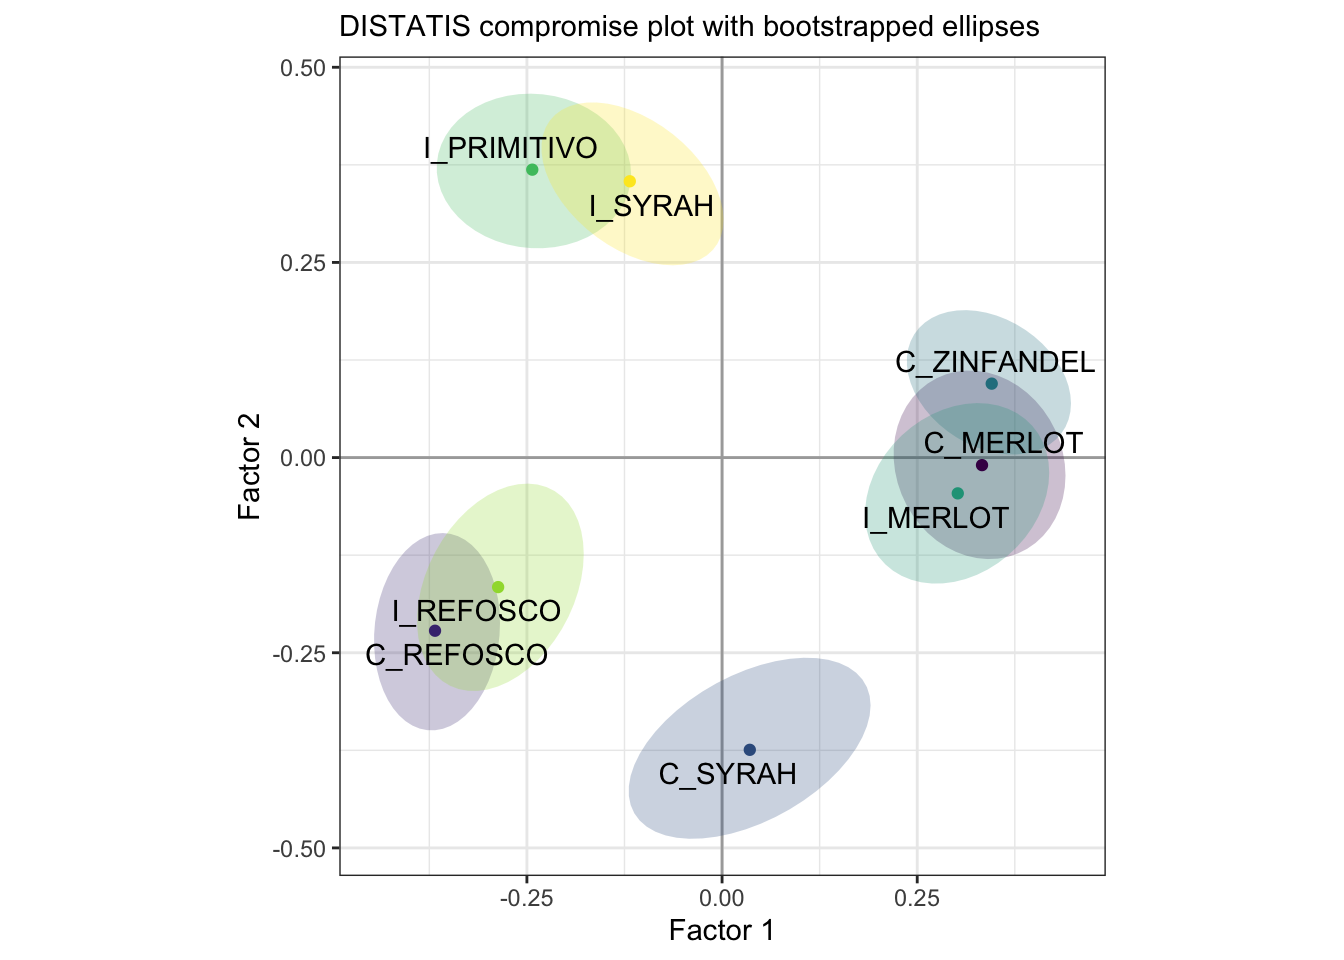 DISTATIS compromise plot with bootstrapped ellipses
0.50
I_PRIMITIVO
I_SYRAH
0.25
C_ZINFANDEL
C_MERLOT
0.00
I_MERLOT
Factor 2
I_REFOSCO
C_REFOSCO
-0.25
C_SYRAH
-0.50
-0.25 0.00 0.25
Factor 1